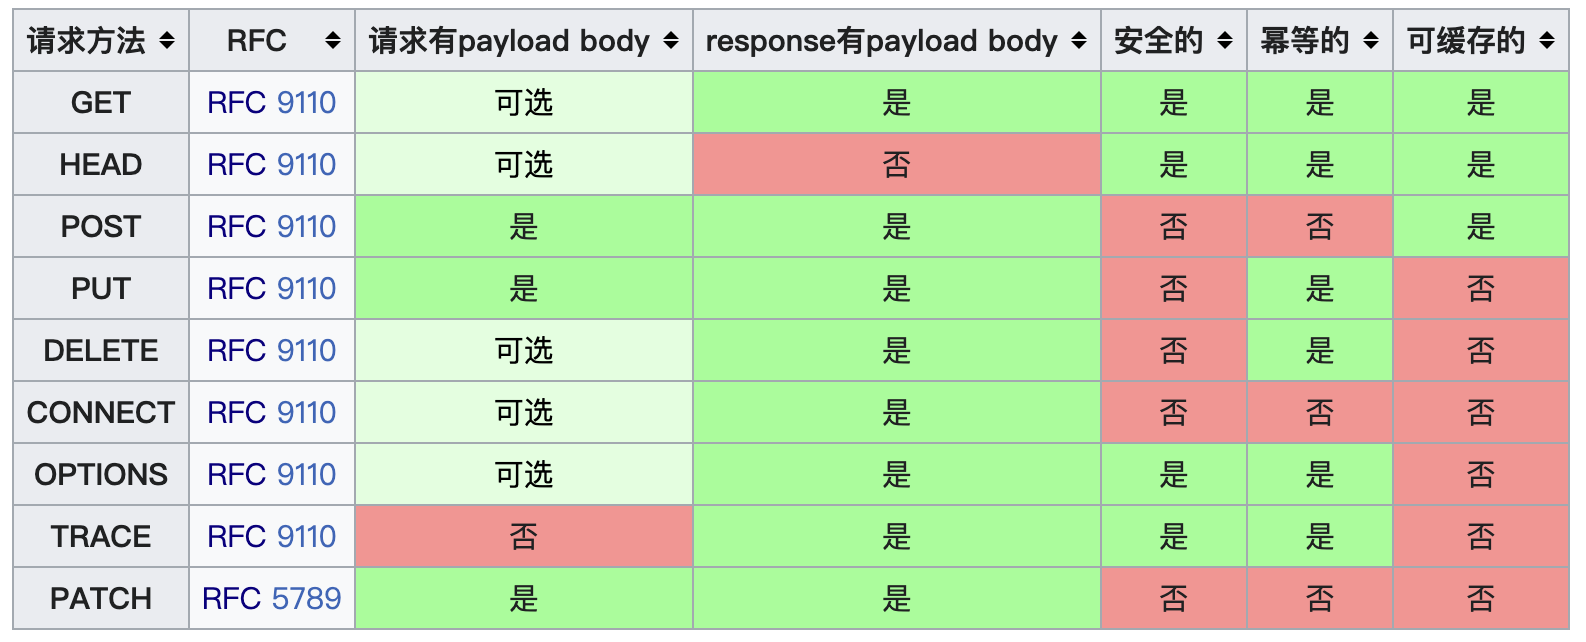 请求方法 RFC 请求有payload body response有payload body 安全的 幂等的 可缓存的
GET RFC 9110 可选 是 是 是 是
HEAD RFC 9110 可选 否 是 是 是
POST RFC 9110 是 是 否 否 是
PUT RFC 9110 是 是 否 是 否
DELETE RFC 9110 可选 是 否 是 否
CONNECT RFC 9110 可选 是 否 否 否
OPTIONS RFC 9110 可选 是 是 是 否
TRACE RFC 9110 否 是 是 是 否
PATCH RFC 5789 是 是 否 否 否